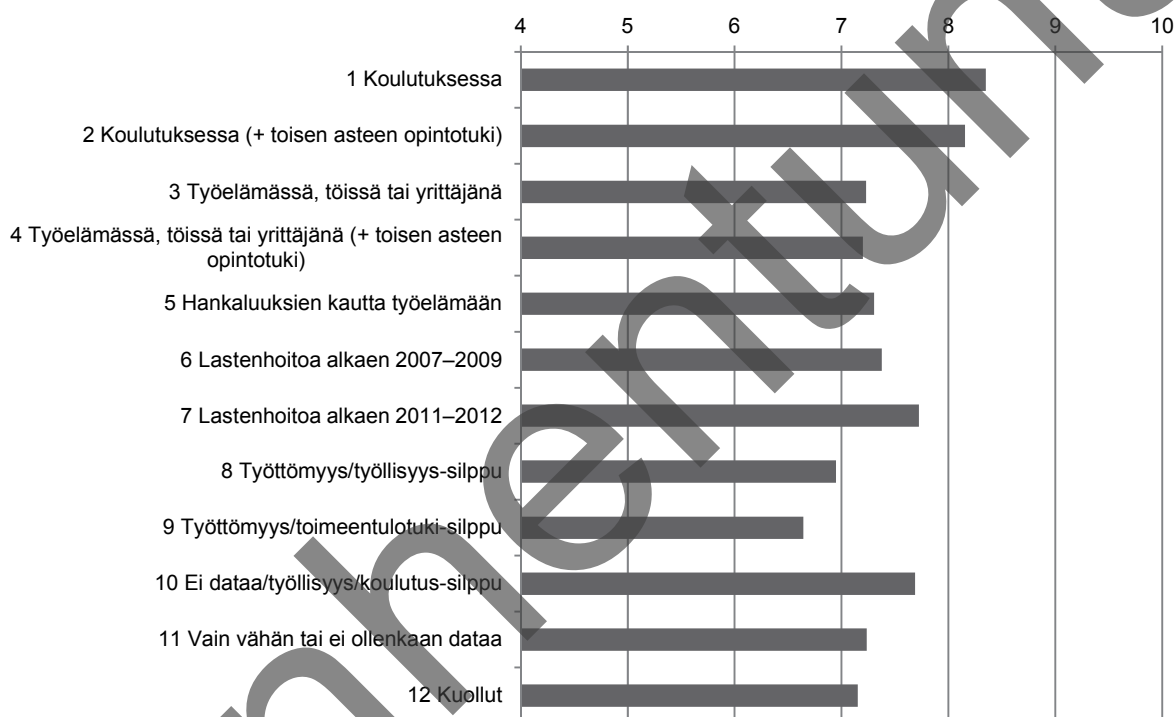 4 5 6 7 8 9 10
1 Koulutuksessa
2 Koulutuksessa (+ toisen asteen opintotuki)
3 Työelämässä, töissä tai yrittäjänä
4 Työelämässä, töissä tai yrittäjänä (+ toisen asteen
opintotuki)
5 Hankaluuksien kautta työelämään
6 Lastenhoitoa alkaen 2007–2009
7 Lastenhoitoa alkaen 2011–2012
8 Työttömyys/työllisyys-silppu
9 Työttömyys/toimeentulotuki-silppu
10 Ei dataa/työllisyys/koulutus-silppu
11 Vain vähän tai ei ollenkaan dataa
12 Kuollut